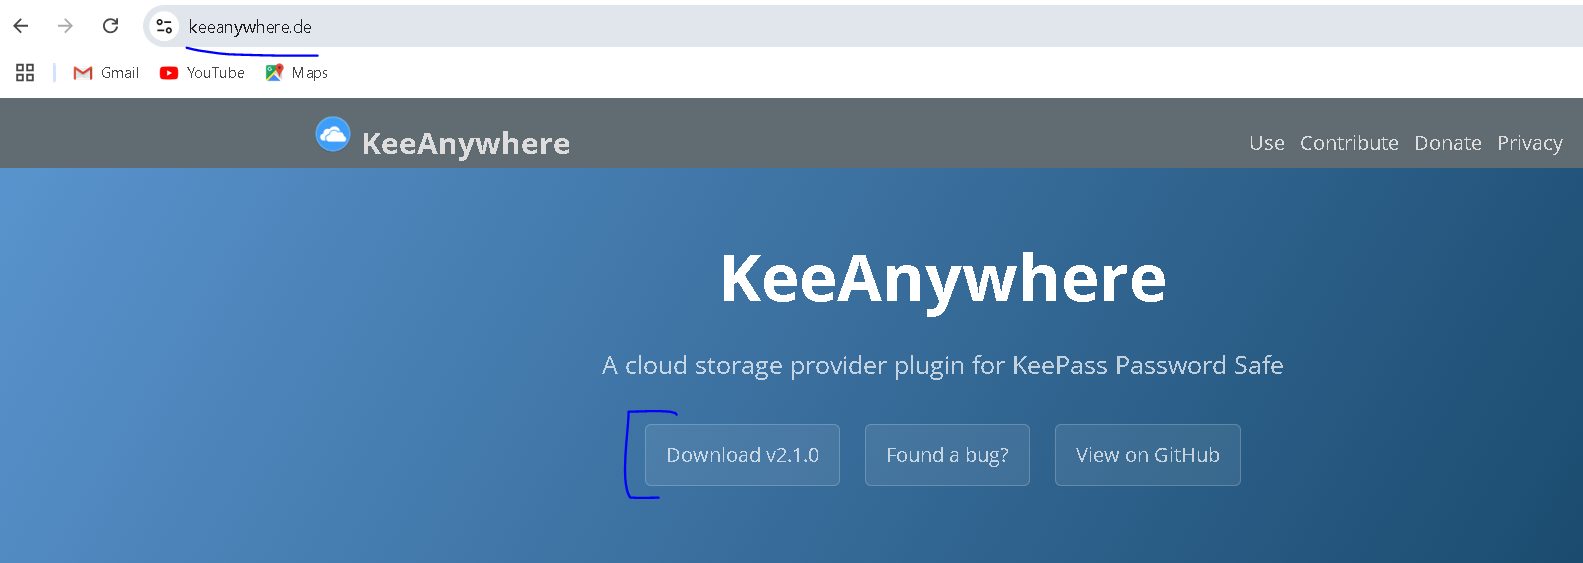 keeanywhere.de
Gmail YouTube Maps
KeeAnywhere Use Contribute Donate Privacy
KeeAnywhere
A cloud storage provider plugin for KeePass Password Safe
Download v2.1.0 Found a bug? View on GitHub